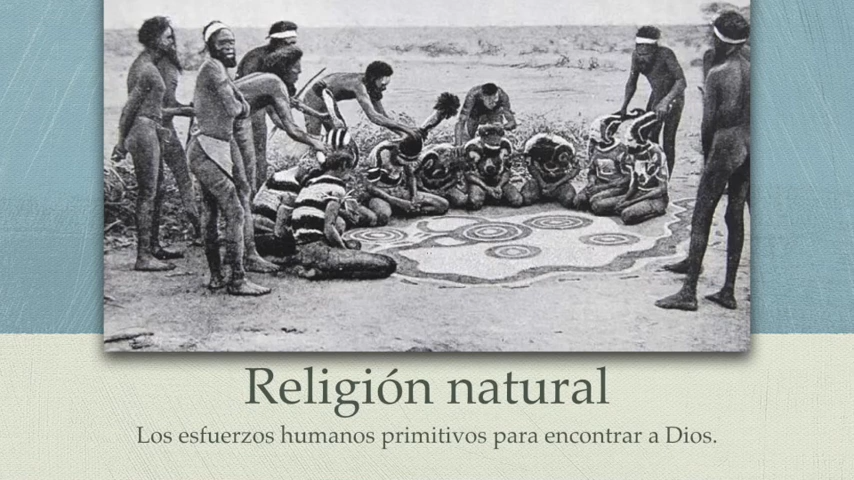 Religión natural
Los esfuerzos humanos primitivos para encontrar a Dios.